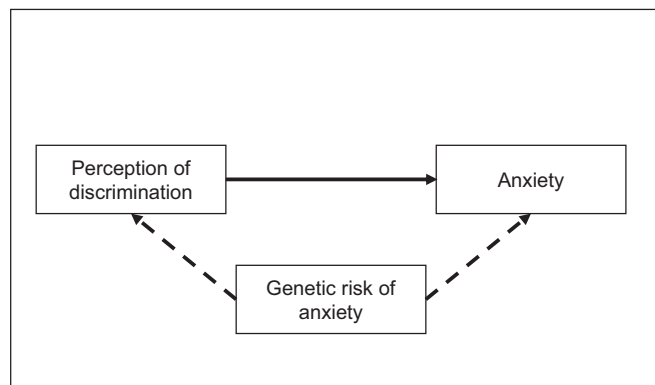 Perception of
discrimination
Anxiety
Genetic risk of
anxiety